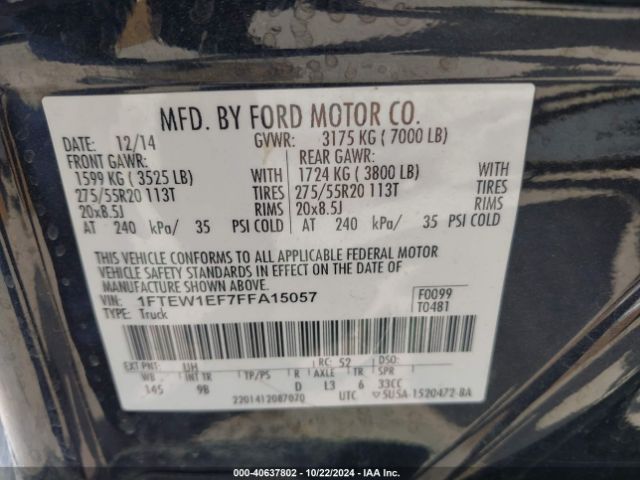 MFD. BY FORD MOTOR CO.
DATE: 12/14 GVWR: 3175 KG ( 7000 LB)
FRONT GAWR: REAR GAWR:
1599 KG ( 3525 LB) WITH 1724 KG ( 3800 LB) WITH
275/55R20 113T TIRES 275/55R20 113T TIRES
20x8.5J RIMS 20x8.5J RIMS
AT 240 kPa/ 35 PSI COLD AT 240 kPa/ 35 PSI COLD
THIS VEHICLE CONFORMS TO ALL APPLICABLE FEDERAL MOTOR
VEHICLE SAFETY STANDARDS IN EFFECT ON THE DATE OF
MANUFACTURE SHOWN ABOVE.
VIN: 1FTEW1EF7FFA15057 F0099
TYPE: Truck T0481
EXT PNT: UH RC: 52 DSO:
WB INT TR TP/PS R AXLE TR SPR
145 9B D L3 6 33CC
2201412087070 UTC ▽5U5A-1520472-BA
000-40637802 - 10/22/2024 - IAA Inc.